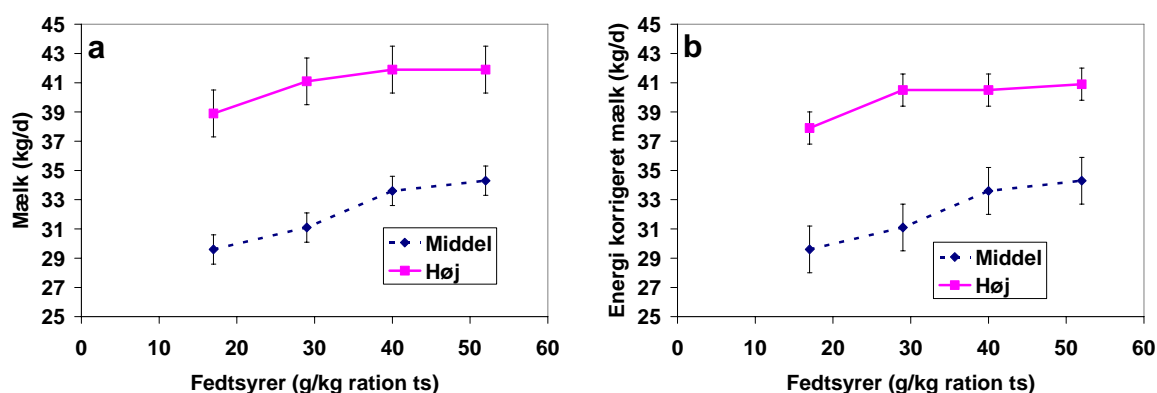 a
Mælk (kg/d)
45
43
41
39
37
35
33
31
29
27
25
0 10 20 30 40 50 60
Fedtsyrer (g/kg ration ts)
Middel
Høj
b
Energi korrigeret mælk (kg/d)
45
43
41
39
37
35
33
31
29
27
25
0 10 20 30 40 50 60
Fedtsyrer (g/kg ration ts)
Middel
Høj